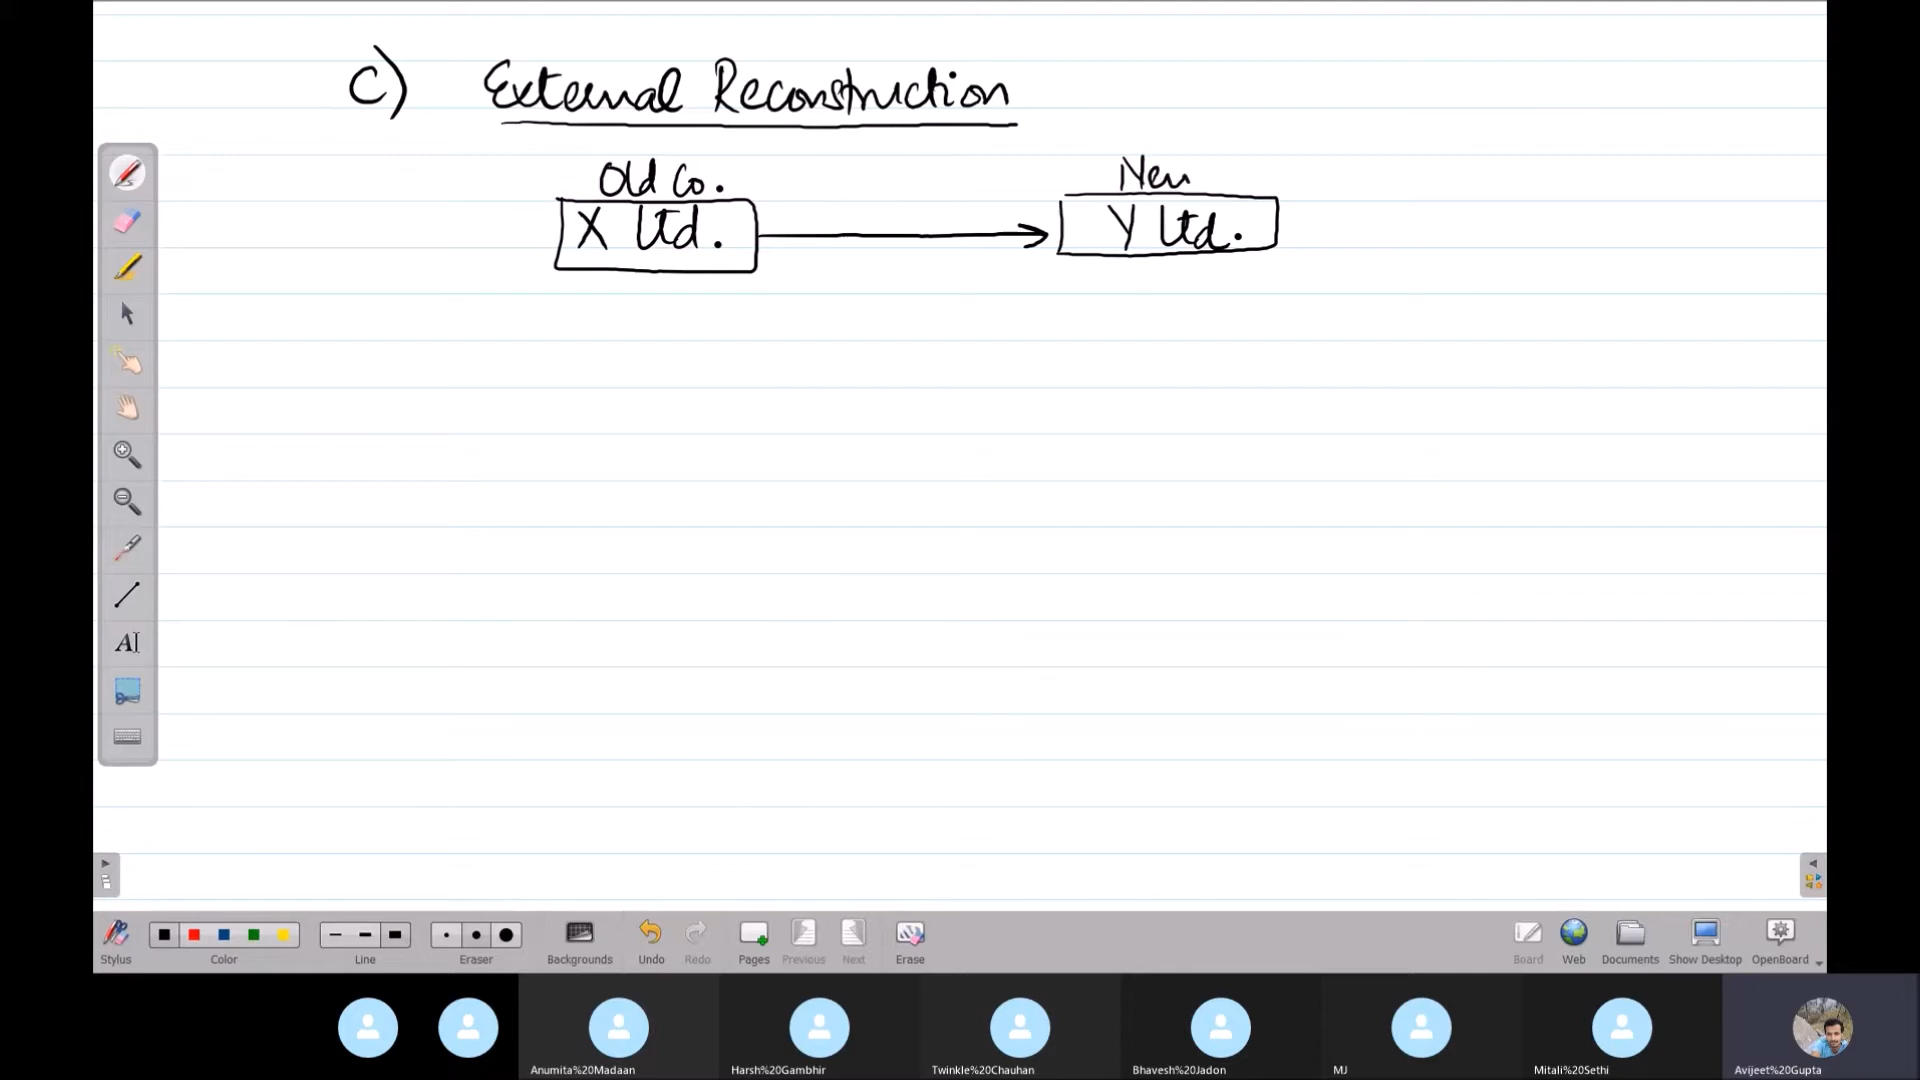 C) External Reconstruction
Old Co. New
X Ltd. Y Ltd.
AI
Stylus Color Line Eraser Backgrounds Undo Redo Pages Previous Next Erase Board Web Documents Show Desktop OpenBoard
Anumita%20Madaan Harsh%20Gambhir Twinkle%20Chauhan Bhavesh%20Jadon MJ Mitali%20Sethi Avijeet%20Gupta